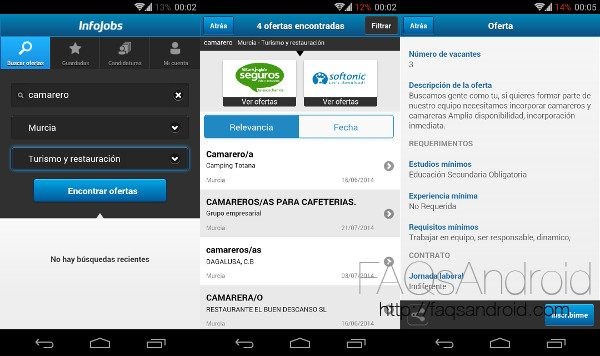 13% 00:02
InfoJobs
Buscar ofertas
Guardadas
Candidaturas
Mi cuenta
camarero
Murcia
Turismo y restauración
Encontrar ofertas
No hay búsquedas recientes
12% 00:02
Atrás
4 ofertas encontradas
Filtrar
camarero Murcia - Turismo y restauración
seguros
softonic
Ver ofertas
Ver ofertas
Relevancia
Fecha
Camarero/a
Camping Totana
Murcia
16/06/2014
CAMAREROS/AS PARA CAFETERIAS.
Grupo empresarial
Murcia
21/07/2014
camareros/as
DAGALUSA, C.B
Murcia
03/07/2014
CAMARERA/O
RESTAURANTE EL BUEN DESCANSO SL
Murcia
16/06/2014
14% 00:05
Atrás
Oferta
Número de vacantes
3
Descripción de la oferta
Buscamos gente como tu, si quieres formar parte de
nuestro equipo necesitamos incorporar camareros y
camareras Amplia disponibilidad, incorporación
inmediata.
REQUERIMENTOS
Estudios mínimos
Educación Secundaria Obligatoria
Experiencia mínima
No Requerida
Requisitos mínimos
Trabajar en equipo, ser responsable, dinamico,
CONTRATO
Jornada laboral
Indiferente
Inscribirme
FAQsAndroid
http://faqsandroid.com